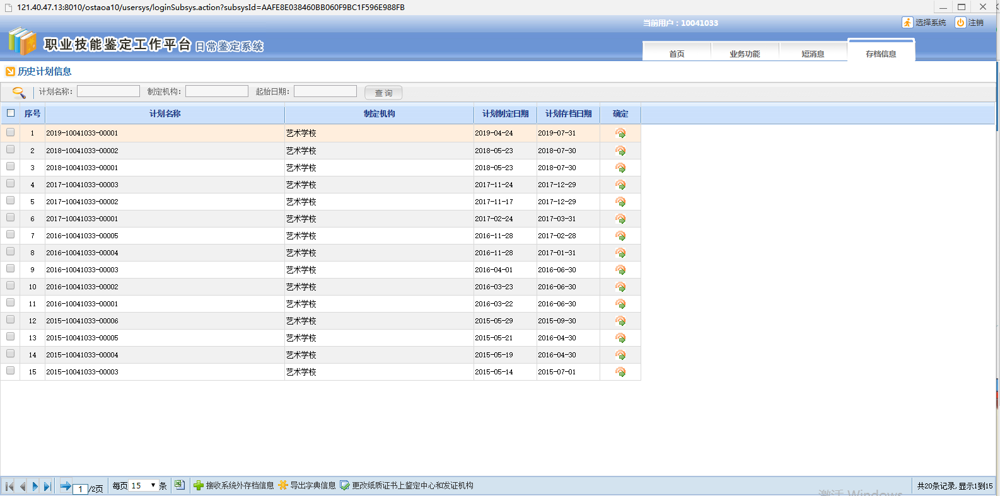 121.40.47.13:8010/ostaoa10/usersys/loginSubsys.action?subsysId=AAFE8E038460BB060F9BC1F596E988FB
当前用户：10041033 选择系统 注销
职业技能鉴定工作平台 日常鉴定系统
首页 业务功能 短消息 存档信息
历史计划信息
计划名称: 制定机构: 起始日期: 查 询
序号 计划名称 制定机构 计划制定日期 计划存档日期 确定
1 2019-10041033-00001 艺术学校 2019-04-24 2019-07-31
2 2018-10041033-00002 艺术学校 2018-05-23 2018-07-30
3 2018-10041033-00001 艺术学校 2018-05-23 2018-07-30
4 2017-10041033-00003 艺术学校 2017-11-24 2017-12-29
5 2017-10041033-00002 艺术学校 2017-11-17 2017-12-29
6 2017-10041033-00001 艺术学校 2017-02-24 2017-03-31
7 2016-10041033-00005 艺术学校 2016-11-28 2017-02-28
8 2016-10041033-00004 艺术学校 2016-11-28 2017-01-31
9 2016-10041033-00003 艺术学校 2016-04-01 2016-06-30
10 2016-10041033-00002 艺术学校 2016-03-23 2016-06-30
11 2016-10041033-00001 艺术学校 2016-03-22 2016-06-30
12 2015-10041033-00006 艺术学校 2015-05-29 2015-09-30
13 2015-10041033-00005 艺术学校 2015-05-21 2016-04-30
14 2015-10041033-00004 艺术学校 2015-05-19 2016-04-30
15 2015-10041033-00003 艺术学校 2015-05-14 2015-07-01
1 /2页 每页 15 条 接收系统外存档信息 导出字典信息 更改纸质证书上鉴定中心和发证机构 共20条记录, 显示1到15
激活 Windows